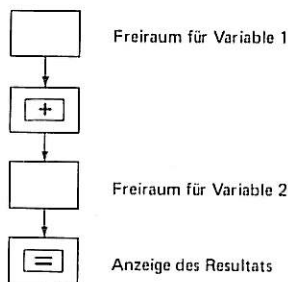 Freiraum für Variable 1
+
Freiraum für Variable 2
=
Anzeige des Resultats